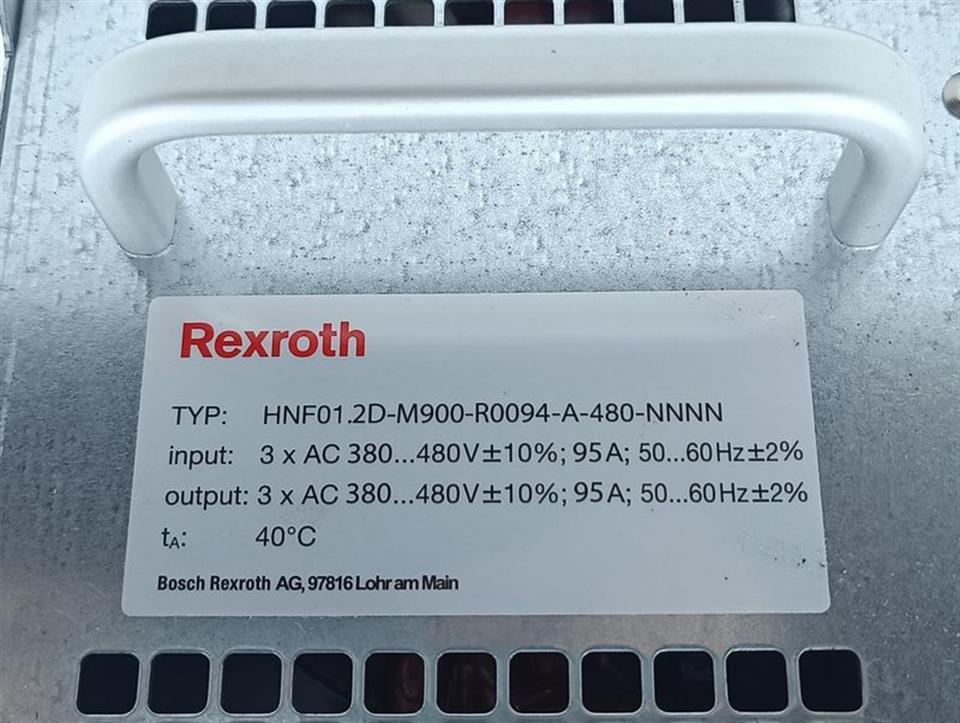 Rexroth
TYP: HNF01.2D-M900-R0094-A-480-NNNN
input: 3 x AC 380...480V±10%; 95A; 50...60Hz±2%
output: 3 x AC 380...480V±10%; 95A; 50...60Hz±2%
tA: 40°C
Bosch Rexroth AG, 97816 Lohr am Main